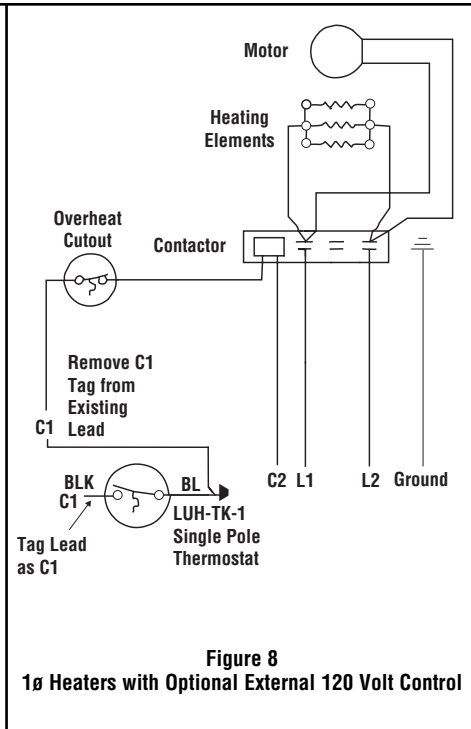 Motor
Heating
Elements
Overheat
Cutout
Contactor
Remove C1
Tag from
Existing
Lead
C1
C2 L1 L2 Ground
BLK
C1
BL
LUH-TK-1
Single Pole
Thermostat
Tag Lead
as C1
Figure 8
1ø Heaters with Optional External 120 Volt Control